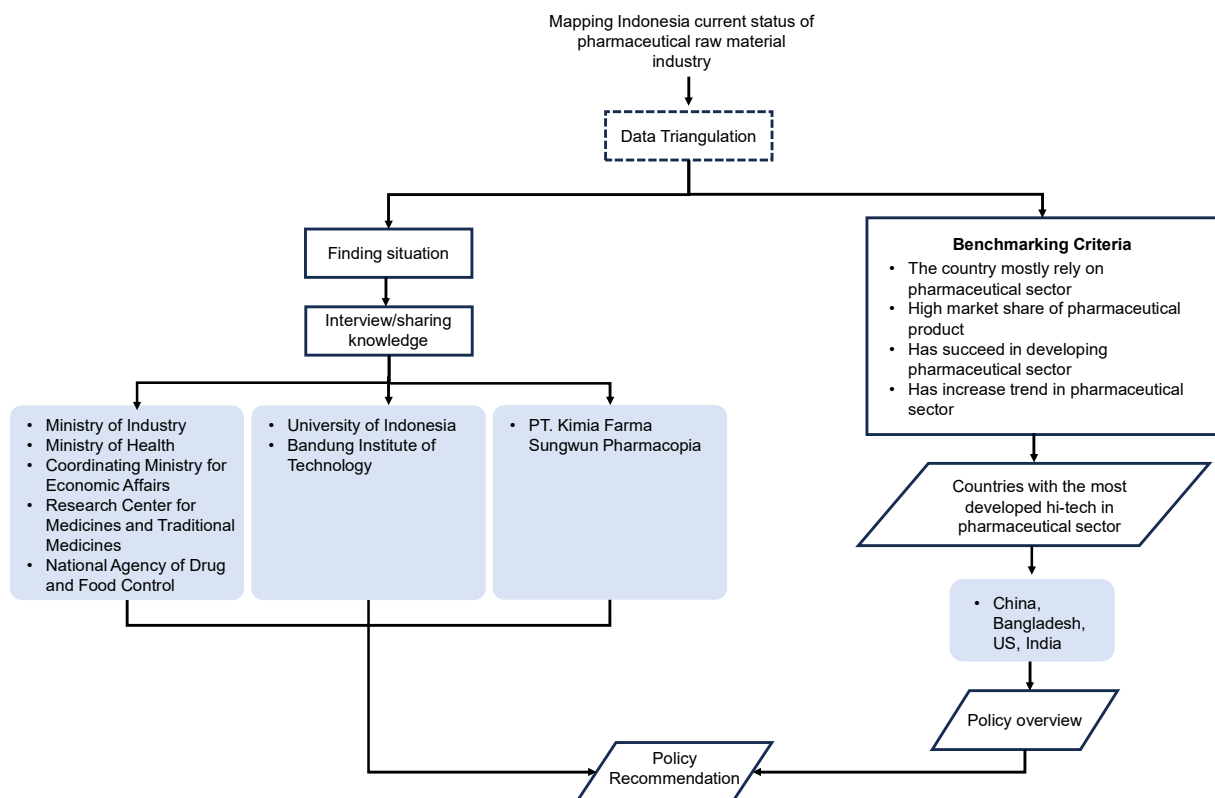 Mapping Indonesia current status of
pharmaceutical raw material
industry
Data Triangulation
Finding situation
Interview/sharing
knowledge
• Ministry of Industry
• Ministry of Health
• Coordinating Ministry for
Economic Affairs
• Research Center for
Medicines and Traditional
Medicines
• National Agency of Drug
and Food Control
• University of Indonesia
• Bandung Institute of
Technology
• PT. Kimia Farma
Sungwun Pharmacopia
Benchmarking Criteria
• The country mostly rely on
pharmaceutical sector
• High market share of pharmaceutical
product
• Has succeed in developing
pharmaceutical sector
• Has increase trend in pharmaceutical
sector
Countries with the most
developed hi-tech in
pharmaceutical sector
• China,
Bangladesh,
US, India
Policy overview
Policy
Recommendation